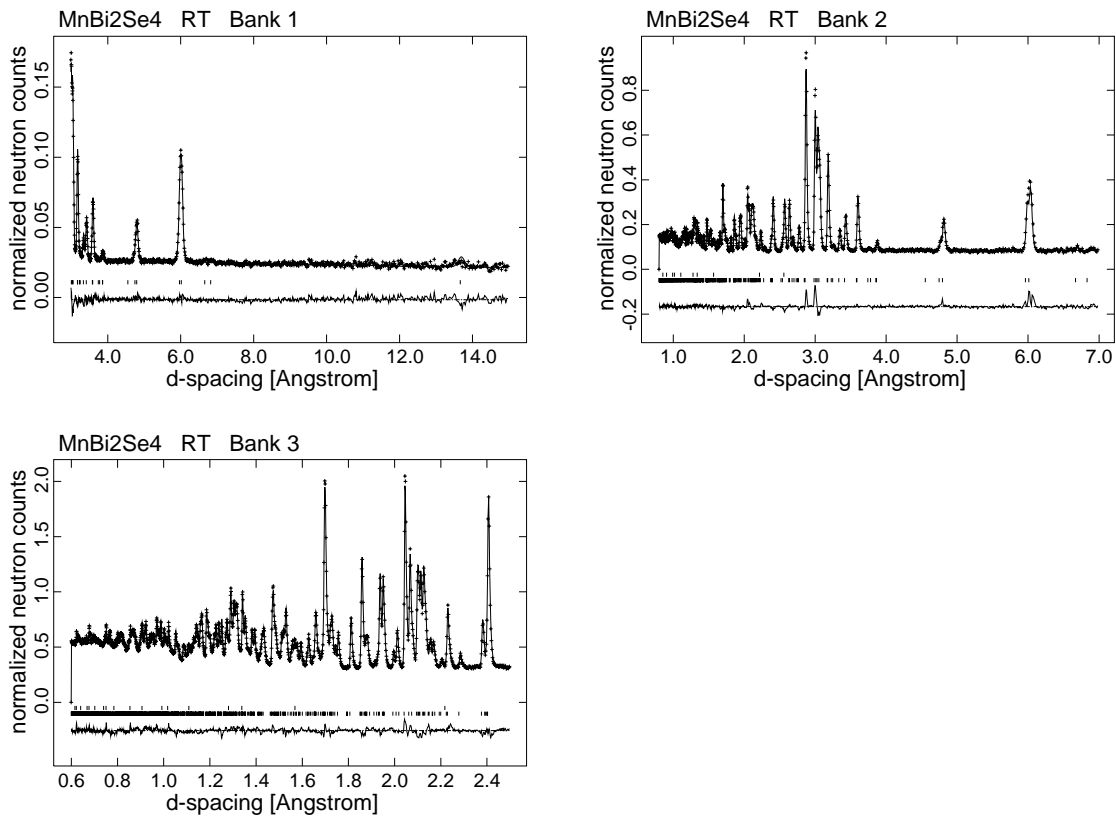 MnBi2Se4 RT Bank 1
normalized neutron counts
0.00 0.05 0.10 0.15
4.0 6.0 8.0 10.0 12.0 14.0
d-spacing [Angstrom]
MnBi2Se4 RT Bank 2
normalized neutron counts
-0.2 0.0 0.2 0.4 0.6 0.8
1.0 2.0 3.0 4.0 5.0 6.0 7.0
d-spacing [Angstrom]
MnBi2Se4 RT Bank 3
normalized neutron counts
0.0 0.5 1.0 1.5 2.0
0.6 0.8 1.0 1.2 1.4 1.6 1.8 2.0 2.2 2.4
d-spacing [Angstrom]